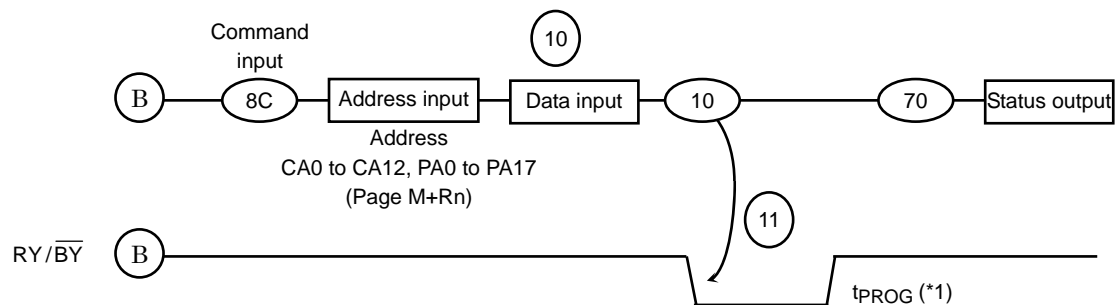 Command
input
10
B
8C
Address input
Data input
10
70
Status output
Address
CA0 to CA12, PA0 to PA17
(Page M+Rn)
11
RY/BY
B
tPROG (*1)